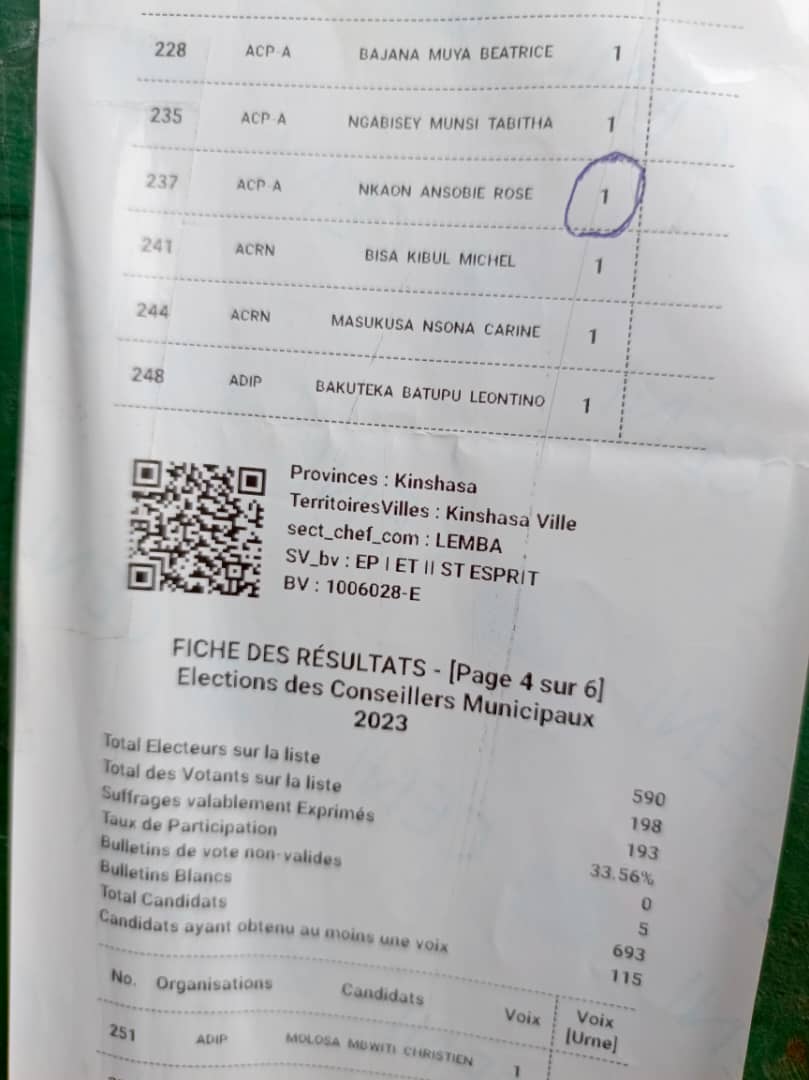 228 ACP-A BAJANA MUYA BEATRICE 1
235 ACP-A NGABISEY MUNSI TABITHA 1
237 ACP-A NKAON ANSOBIE ROSE 1
241 ACRN BISA KIBUL MICHEL 1
244 ACRN MASUKUSA NSONA CARINE 1
248 ADIP BAKUTEKA BATUPU LEONTINO 1
Provinces : Kinshasa
TerritoiresVilles : Kinshasa Ville
sect_chef_com : LEMBA
SV_bv : EP I ET II ST ESPRIT
BV : 1006028-E
FICHE DES RÉSULTATS - [Page 4 sur 6]
Elections des Conseillers Municipaux
2023
Total Electeurs sur la liste 590
Total des Votants sur la liste 198
Suffrages valablement Exprimés 193
Taux de Participation 33.56%
Bulletins de vote non-valides 0
Bulletins Blancs 5
Total Candidats 693
Candidats ayant obtenu au moins une voix 115
No. Organisations Candidats Voix Voix [Urne]
251 ADIP MOLOSA MBWITI CHRISTIEN 1